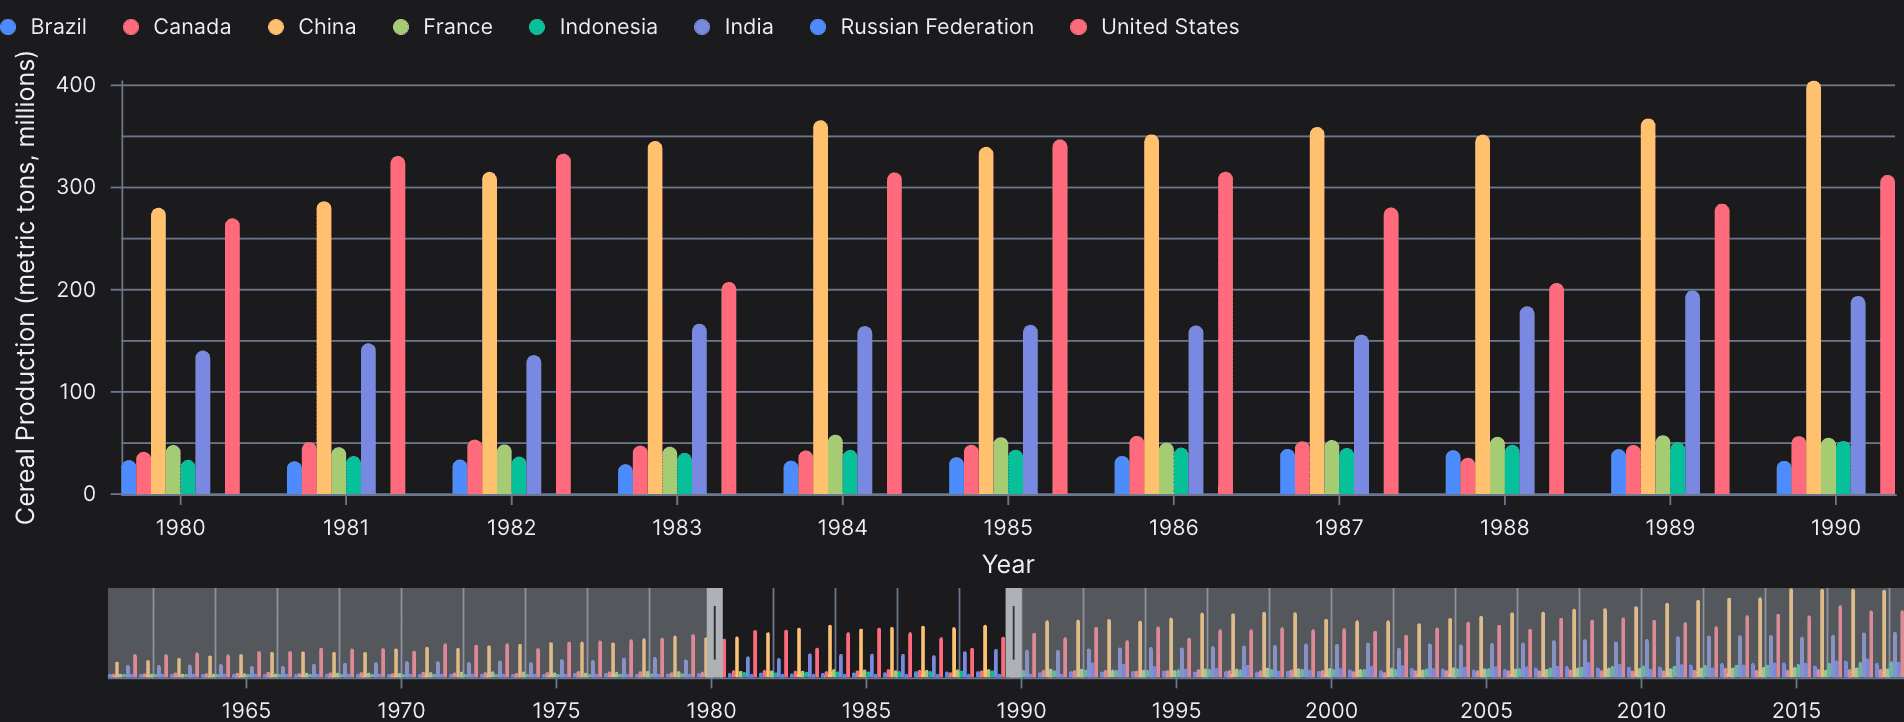 Brazil Canada China France Indonesia India Russian Federation United States
Cereal Production (metric tons, millions)
400
300
200
100
0
1980 1981 1982 1983 1984 1985 1986 1987 1988 1989 1990
Year
1965 1970 1975 1980 1985 1990 1995 2000 2005 2010 2015